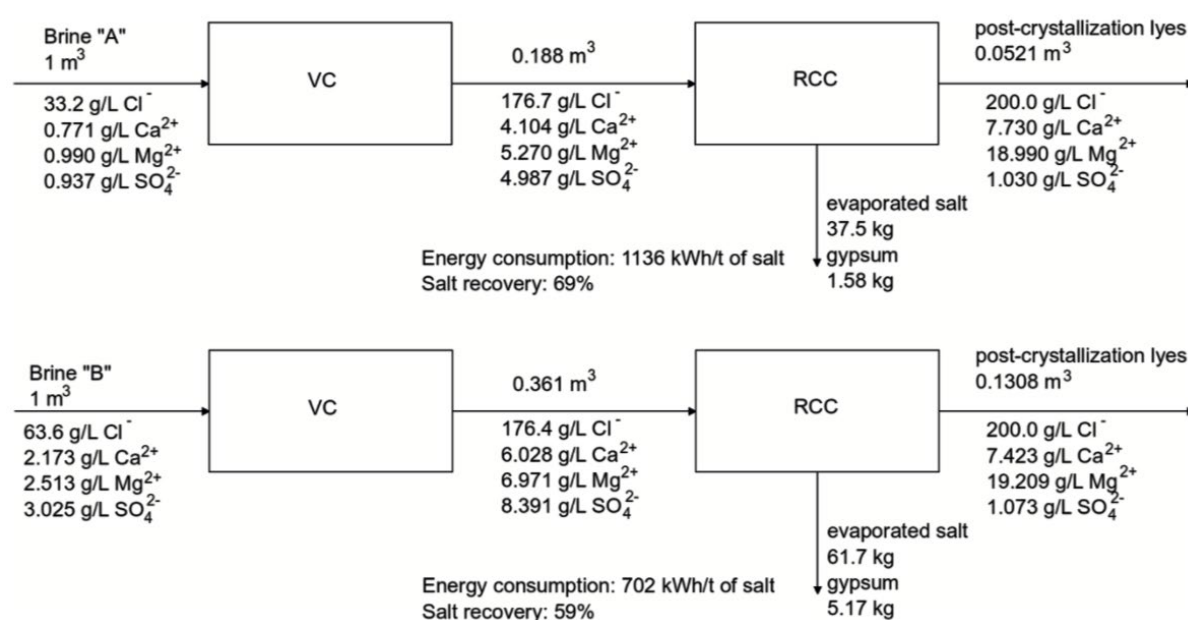 Brine "A"
1 m³
33.2 g/L Cl⁻
0.771 g/L Ca²⁺
0.990 g/L Mg²⁺
0.937 g/L SO₄²⁻
VC
0.188 m³
176.7 g/L Cl⁻
4.104 g/L Ca²⁺
5.270 g/L Mg²⁺
4.987 g/L SO₄²⁻
RCC
post-crystallization lyes
0.0521 m³
200.0 g/L Cl⁻
7.730 g/L Ca²⁺
18.990 g/L Mg²⁺
1.030 g/L SO₄²⁻
evaporated salt
37.5 kg
gypsum
1.58 kg
Energy consumption: 1136 kWh/t of salt
Salt recovery: 69%
Brine "B"
1 m³
63.6 g/L Cl⁻
2.173 g/L Ca²⁺
2.513 g/L Mg²⁺
3.025 g/L SO₄²⁻
VC
0.361 m³
176.4 g/L Cl⁻
6.028 g/L Ca²⁺
6.971 g/L Mg²⁺
8.391 g/L SO₄²⁻
RCC
post-crystallization lyes
0.1308 m³
200.0 g/L Cl⁻
7.423 g/L Ca²⁺
19.209 g/L Mg²⁺
1.073 g/L SO₄²⁻
evaporated salt
61.7 kg
gypsum
5.17 kg
Energy consumption: 702 kWh/t of salt
Salt recovery: 59%